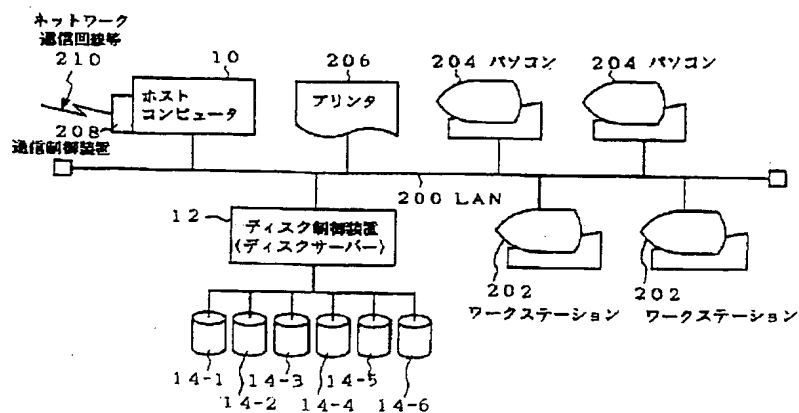 ネットワーク
通信回線等
210
10
206
204 パソコン
204 パソコン
ホスト
コンピュータ
プリンタ
208
通信制御装置
200 LAN
12
ディスク制御装置
(ディスクサーバー)
202
ワークステーション
202
ワークステーション
14-1
14-2
14-3
14-4
14-5
14-6